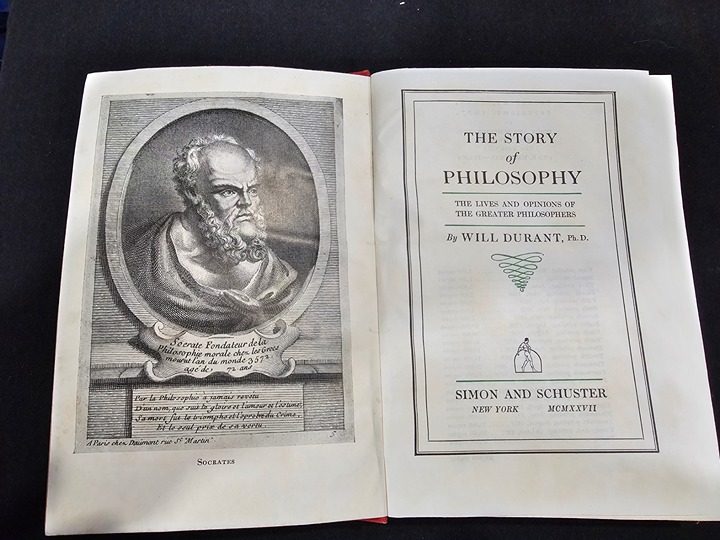 Socrate Fondateur de la
Philosophie morale chez les Grecs
mourut lan du monde 3572
agé de 72 ans
Par la Philosophie a jamais revetu
D'un nom, que suit la gloire et l'amour et l'estime;
Sa mort fut le triomphe et l'oprobre du Crime,
Et le seul prix de sa vertu
5
A Paris chez Daumont rue St. Martin
SOCRATES
THE STORY
of
PHILOSOPHY
THE LIVES AND OPINIONS OF
THE GREATER PHILOSOPHERS
By WILL DURANT, Ph. D.
SIMON AND SCHUSTER
NEW YORK MCMXXVII